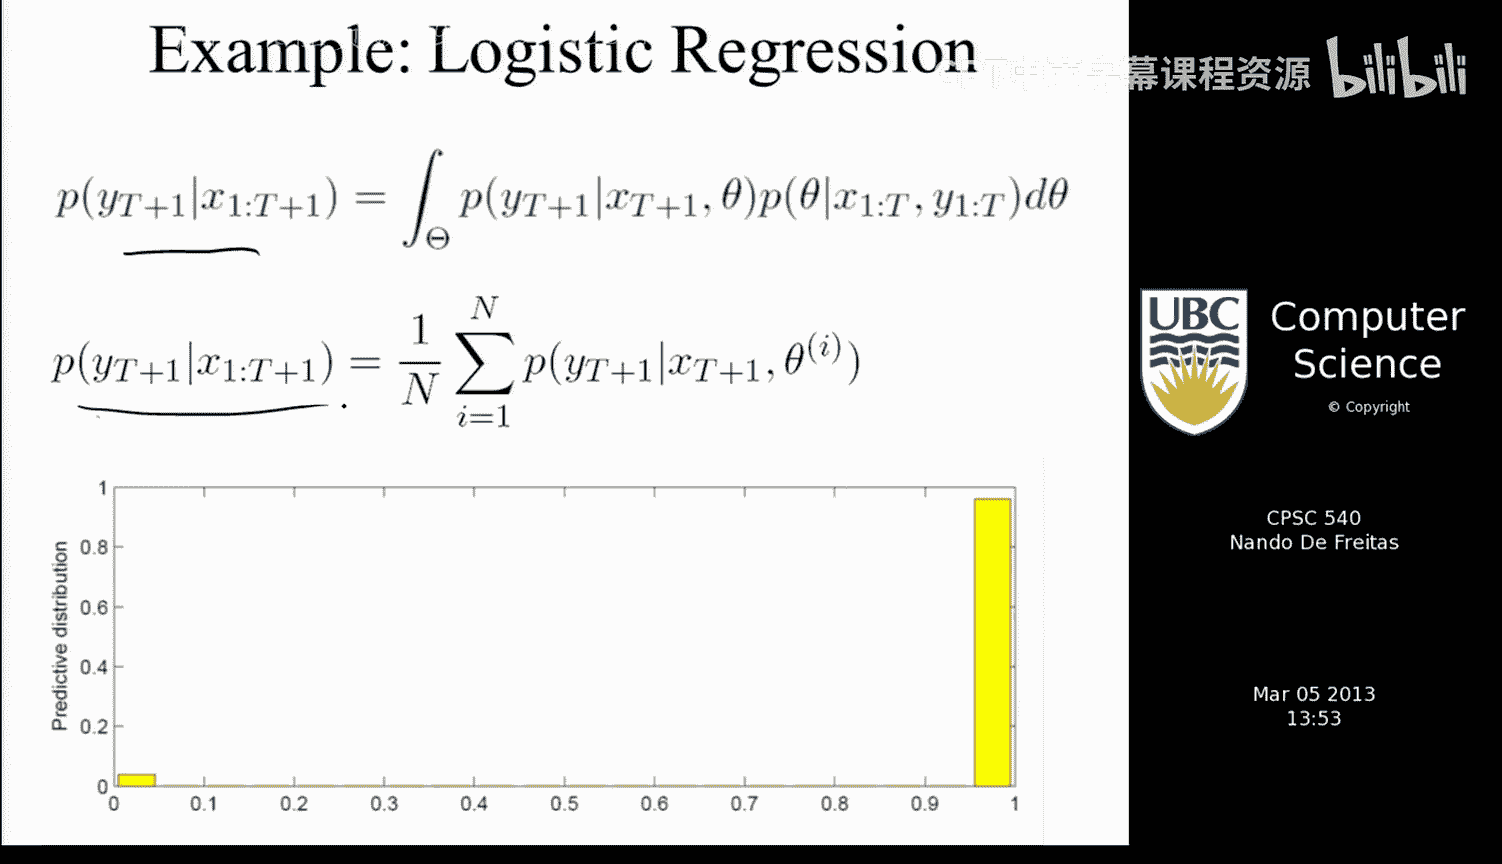 Example: Logistic Regression
幕课程资源 bilibili
p(y_{T+1}|x_{1:T+1}) = ∫_Θ p(y_{T+1}|x_{T+1}, θ)p(θ|x_{1:T}, y_{1:T})dθ
p(y_{T+1}|x_{1:T+1}) = 1/N ∑_{i=1}^{N} p(y_{T+1}|x_{T+1}, θ^{(i)})
Predictive distribution
1
0.8
0.6
0.4
0.2
0
0 0.1 0.2 0.3 0.4 0.5 0.6 0.7 0.8 0.9 1
UBC
Computer
Science
© Copyright
CPSC 540
Nando De Freitas
Mar 05 2013
13:53